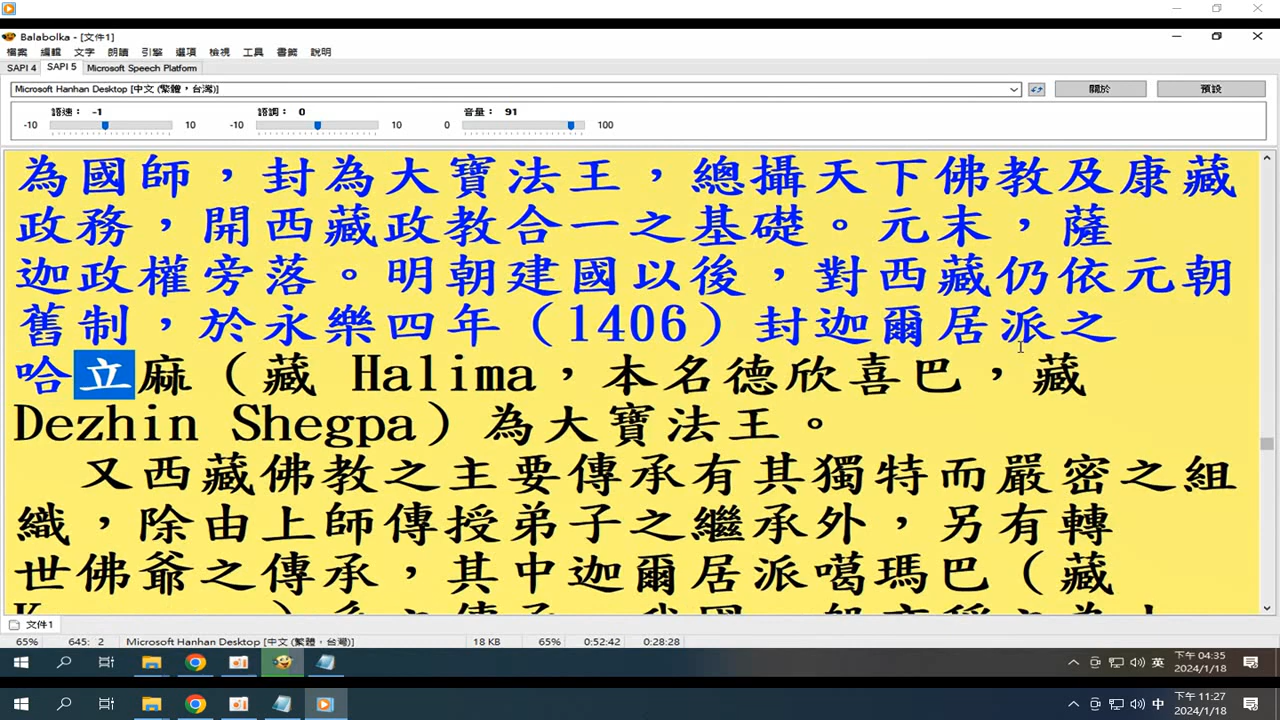 Balabolka - [文件1]
檔案 編輯 文字 朗讀 引擎 選項 檢視 工具 書籤 說明
SAPI 4 SAPI 5 Microsoft Speech Platform
Microsoft Hanhan Desktop [中文 (繁體，台灣)] 關於 預設
語速： -1 語調： 0 音量： 91
-10 10 -10 10 0 100
為國師，封為大寶法王，總攝天下佛教及康藏
政務，開西藏政教合一之基礎。元末，薩
迦政權旁落。明朝建國以後，對西藏仍依元朝
舊制，於永樂四年（1406）封迦爾居派之
哈立麻（藏 Halima，本名德欣喜巴，藏
Dezhin Shegpa）為大寶法王。
又西藏佛教之主要傳承有其獨特而嚴密之組
織，除由上師傳授弟子之繼承外，另有轉
世佛爺之傳承，其中迦爾居派噶瑪巴（藏
文件1
65% 645: 2 Microsoft Hanhan Desktop [中文 (繁體，台灣)] 18 KB 65% 0:52:42 0:28:28
英 下午 04:35
2024/1/18
中 下午 11:27
2024/1/18